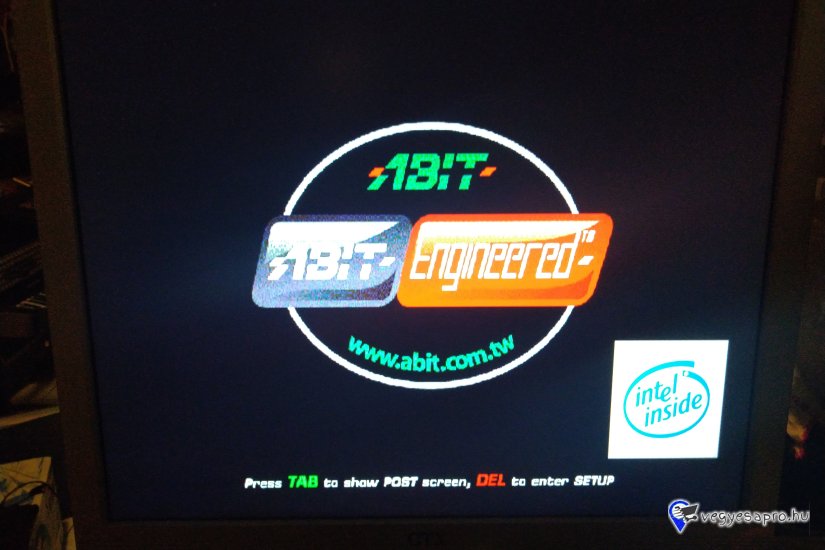 ABIT
ABIT Engineered™
www.abit.com.tw
intel inside
Press TAB to show POST screen, DEL to enter SETUP
vegyesapro.hu